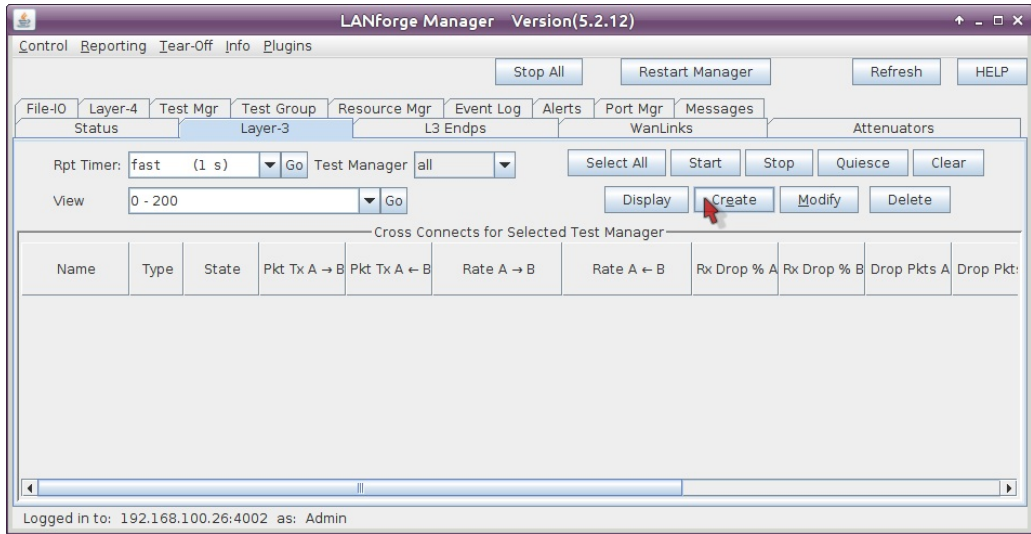 LANforge Manager Version(5.2.12)
Control Reporting Tear-Off Info Plugins
Stop All Restart Manager Refresh HELP
File-IO Layer-4 Test Mgr Test Group Resource Mgr Event Log Alerts Port Mgr Messages
Status Layer-3 L3 Endps WanLinks Attenuators
Rpt Timer: fast (1 s) Go Test Manager all Select All Start Stop Quiesce Clear
View 0 - 200 Go Display Create Modify Delete
Cross Connects for Selected Test Manager
Name Type State Pkt Tx A → B Pkt Tx A ← B Rate A → B Rate A ← B Rx Drop % A Rx Drop % B Drop Pkts A Drop Pkts
Logged in to: 192.168.100.26:4002 as: Admin